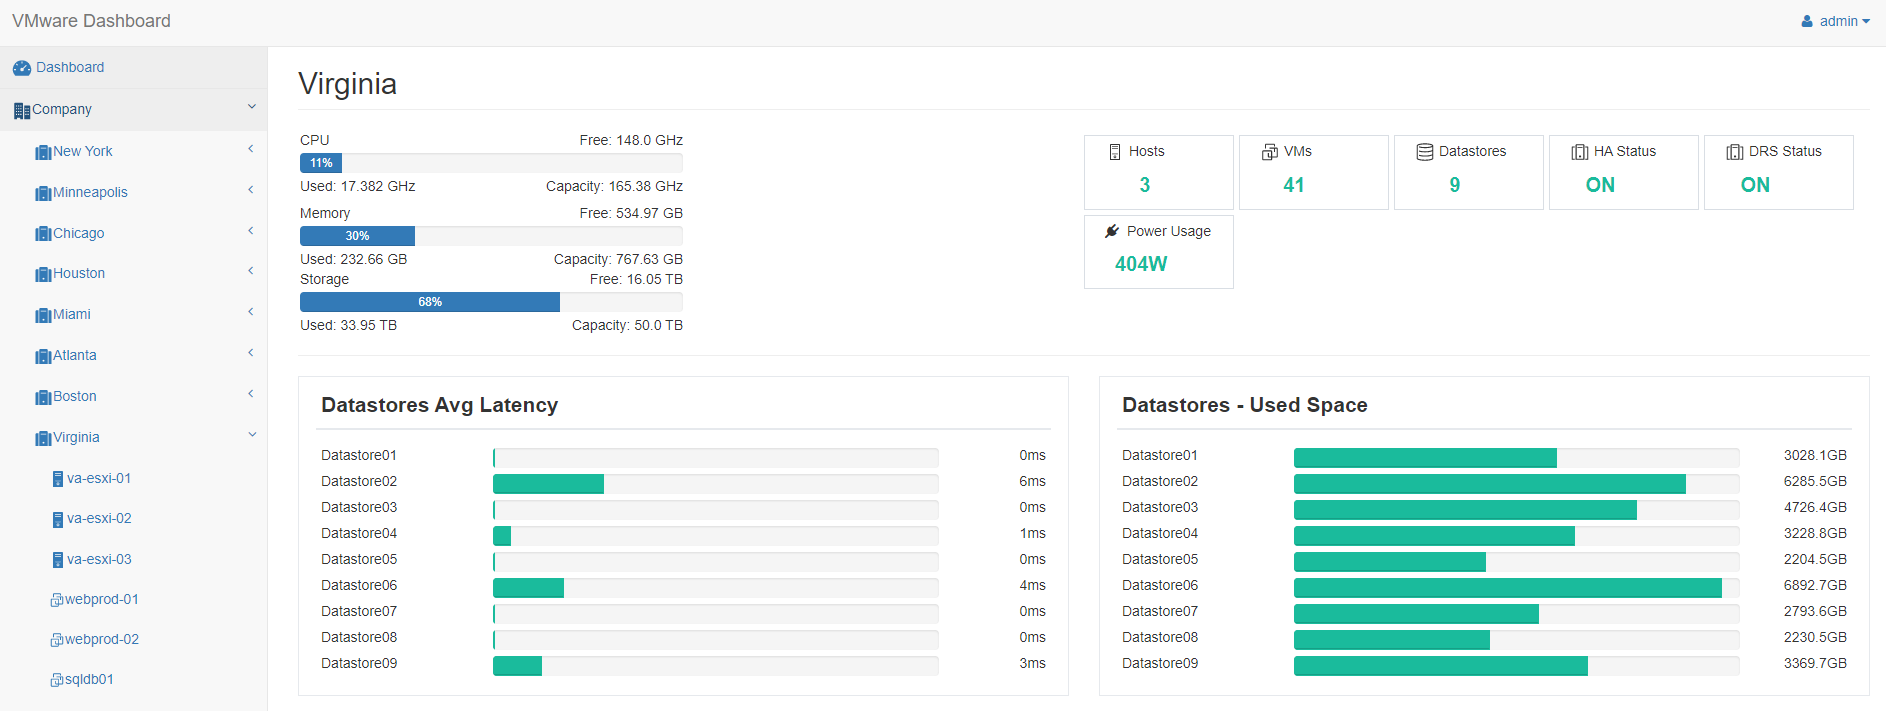 VMware Dashboard
admin
Dashboard
Company
New York
Minneapolis
Chicago
Houston
Miami
Atlanta
Boston
Virginia
va-esxi-01
va-esxi-02
va-esxi-03
webprod-01
webprod-02
sqldb01
Virginia
CPU Free: 148.0 GHz
11%
Used: 17.382 GHz Capacity: 165.38 GHz
Memory Free: 534.97 GB
30%
Used: 232.66 GB Capacity: 767.63 GB
Storage Free: 16.05 TB
68%
Used: 33.95 TB Capacity: 50.0 TB
Hosts
3
VMs
41
Datastores
9
HA Status
ON
DRS Status
ON
Power Usage
404W
Datastores Avg Latency
Datastore01 0ms
Datastore02 6ms
Datastore03 0ms
Datastore04 1ms
Datastore05 0ms
Datastore06 4ms
Datastore07 0ms
Datastore08 0ms
Datastore09 3ms
Datastores - Used Space
Datastore01 3028.1GB
Datastore02 6285.5GB
Datastore03 4726.4GB
Datastore04 3228.8GB
Datastore05 2204.5GB
Datastore06 6892.7GB
Datastore07 2793.6GB
Datastore08 2230.5GB
Datastore09 3369.7GB